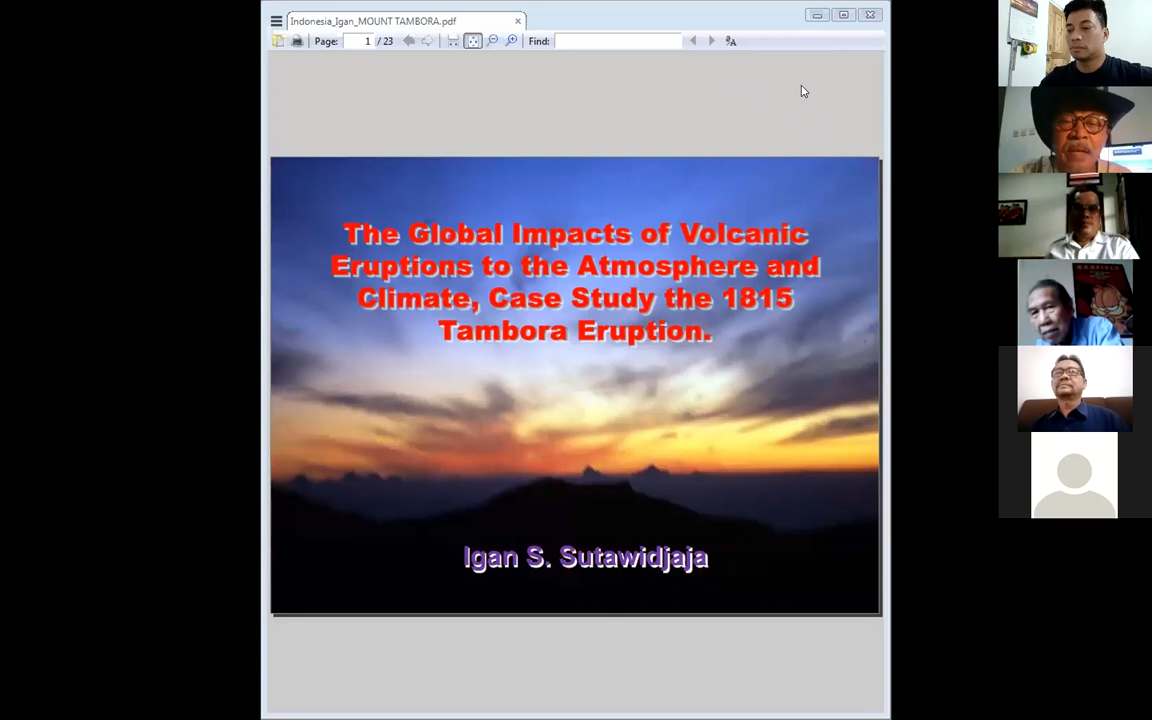 Indonesia_Igan_MOUNT TAMBORA.pdf
Page: 1 / 23 Find:
The Global Impacts of Volcanic
Eruptions to the Atmosphere and
Climate, Case Study the 1815
Tambora Eruption.
Igan S. Sutawidjaja
GARFIELD